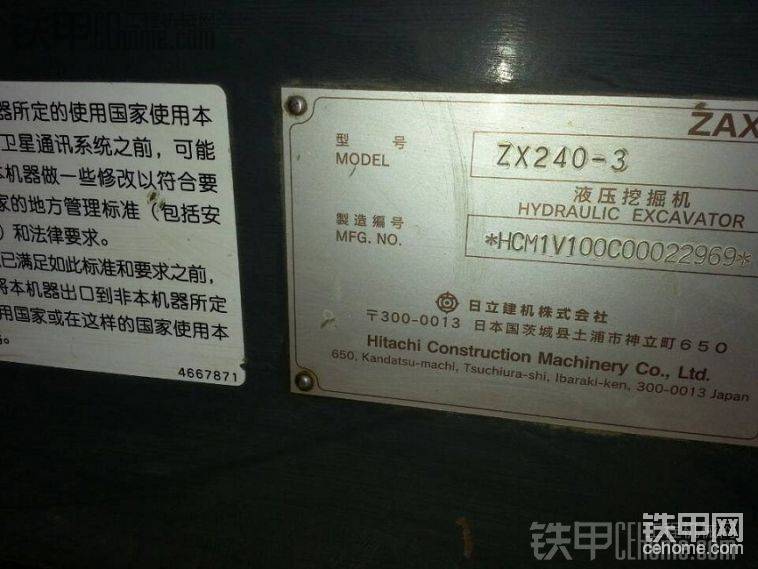 器所定的使用国家使用本
卫星通讯系统之前,可能
本机器做一些修改以符合要
家的地方管理标准(包括安
)和法律要求。
已满足如此标准和要求之前,
将本机器出口到非本机器所定
用国家或在这样的国家使用本
4667871
ZAX
型号
MODEL
ZX240-3
液压挖掘机
HYDRAULIC EXCAVATOR
製造編号
MFG. NO.
*HCM1V100C00022969*
日立建机株式会社
〒300-0013 日本国茨城县土浦市神立町650
Hitachi Construction Machinery Co., Ltd.
650, Kandatsu-machi, Tsuchiura-shi, Ibaraki-ken, 300-0013 Japan
铁甲网
cehome.com